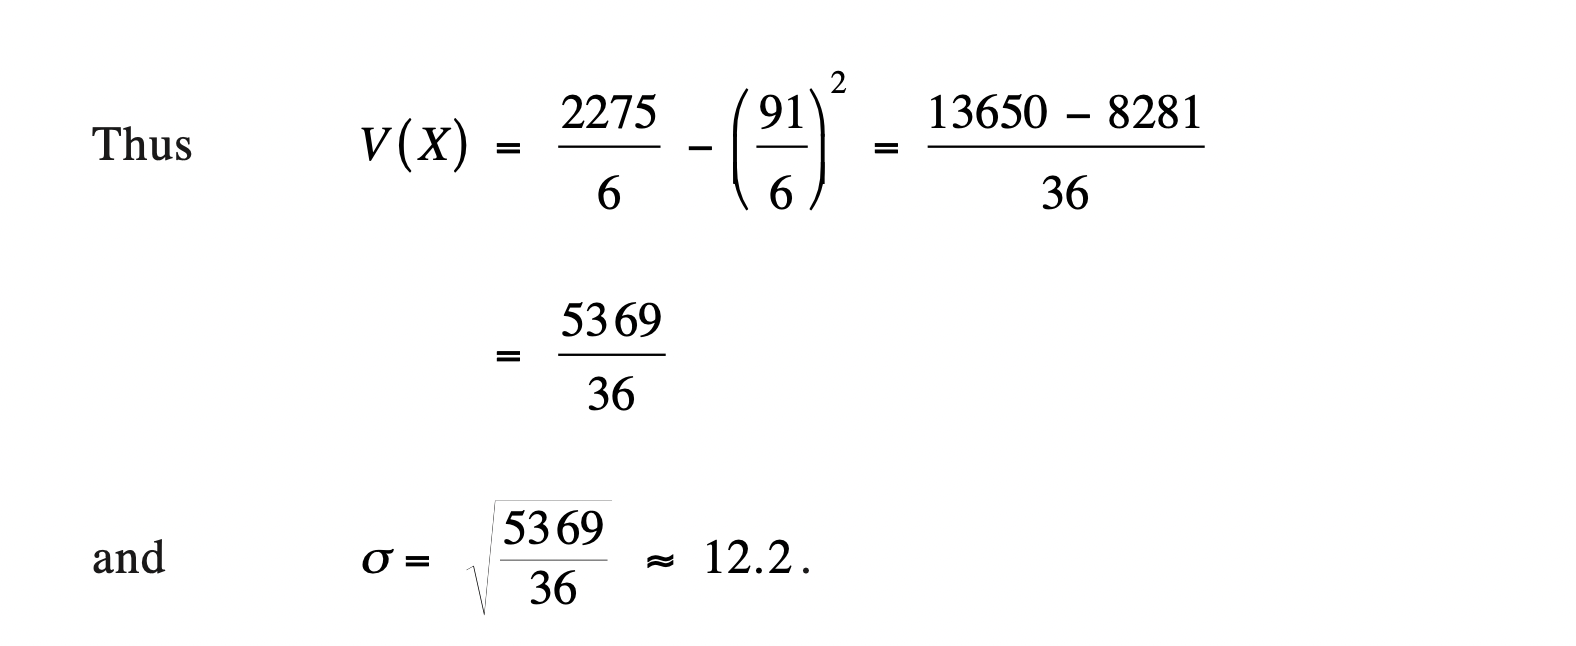 Thus V(X) = 2275/6 − (91/6)² = (13650 − 8281)/36
= 5369/36
and σ = √(5369/36) ≈ 12.2.